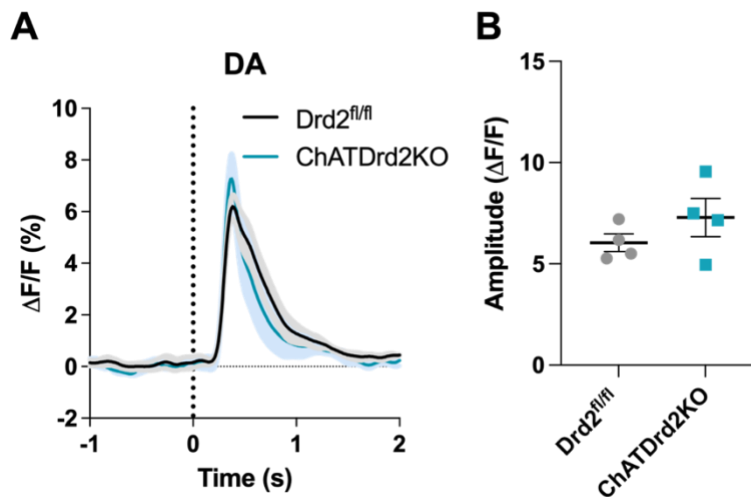 A
DA
Drd2fl/fl
ChATDrd2KO
ΔF/F (%)
10
8
6
4
2
0
-2
-1
0
1
2
Time (s)
B
Amplitude (ΔF/F)
15
10
5
0
Drd2fl/fl
ChATDrd2KO